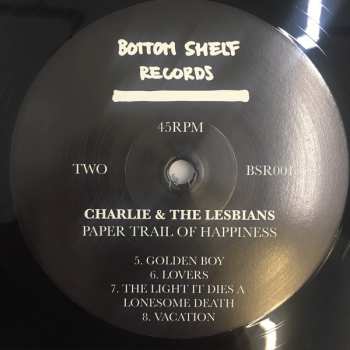 BOTTOM SHELF
RECORDS
45RPM
TWO BSR001
CHARLIE & THE LESBIANS
PAPER TRAIL OF HAPPINESS
5. GOLDEN BOY
6. LOVERS
7. THE LIGHT IT DIES A
LONESOME DEATH
8. VACATION